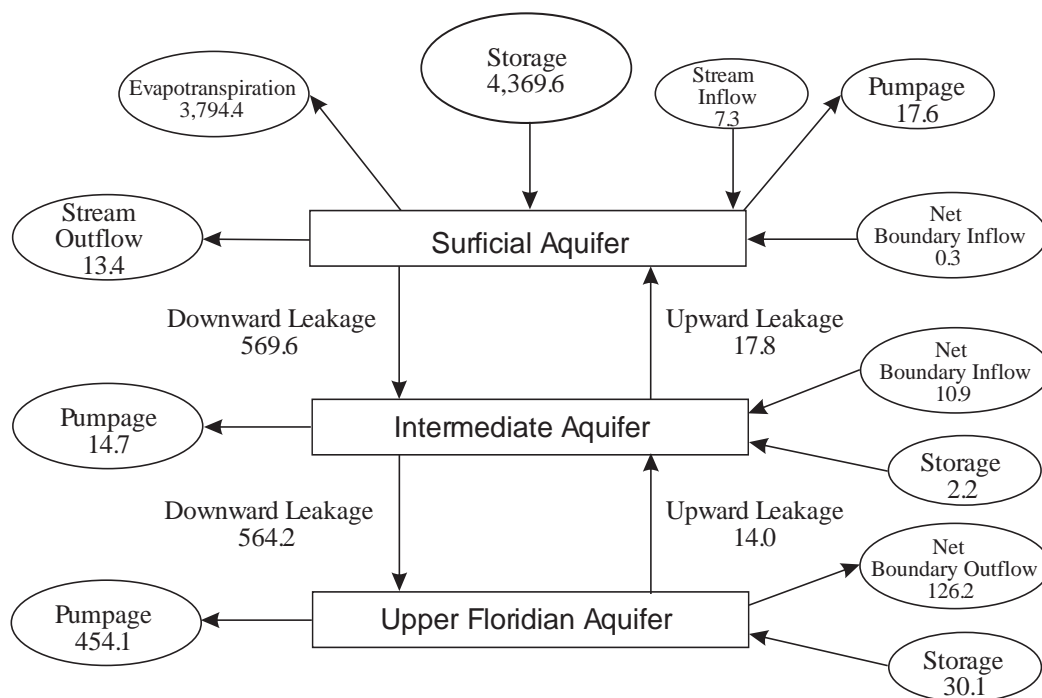 Storage
4,369.6
Evapotranspiration
3,794.4
Stream
Inflow
7.3
Pumpage
17.6
Stream
Outflow
13.4
Surficial Aquifer
Net
Boundary Inflow
0.3
Downward Leakage
569.6
Upward Leakage
17.8
Net
Boundary Inflow
10.9
Pumpage
14.7
Intermediate Aquifer
Storage
2.2
Downward Leakage
564.2
Upward Leakage
14.0
Net
Boundary Outflow
126.2
Pumpage
454.1
Upper Floridian Aquifer
Storage
30.1